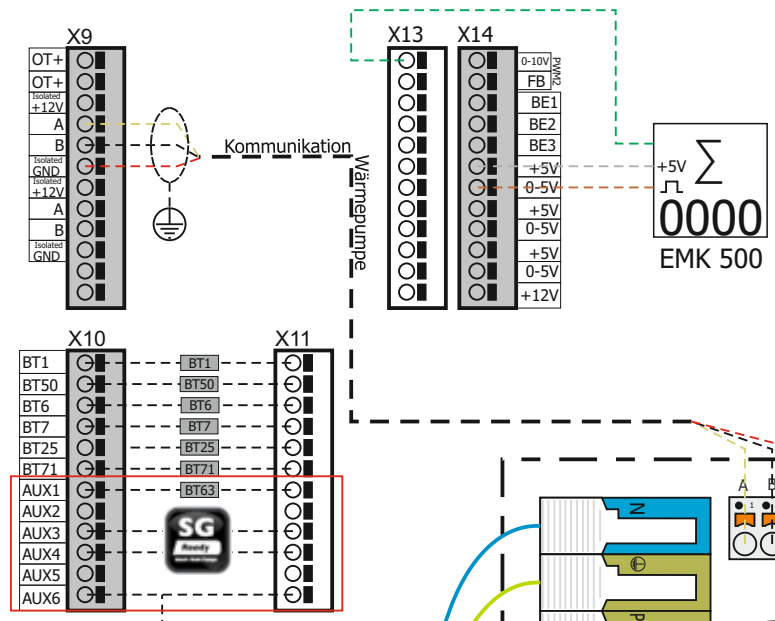 X9
OT+
OT+
Isolated
+12V
A
B
Isolated
GND
Isolated
+12V
A
B
Isolated
GND
Kommunikation
Wärmepumpe
X13
X14
0-10V
FB
PWM2
BE1
BE2
BE3
+5V
0-5V
+5V
0-5V
+5V
0-5V
+12V
+5V
Σ
0000
EMK 500
X10
X11
BT1
BT50
BT6
BT7
BT25
BT71
AUX1
AUX2
AUX3
AUX4
AUX5
AUX6
BT1
BT50
BT6
BT7
BT25
BT71
BT63
SG
Ready
N
P
A
B
1